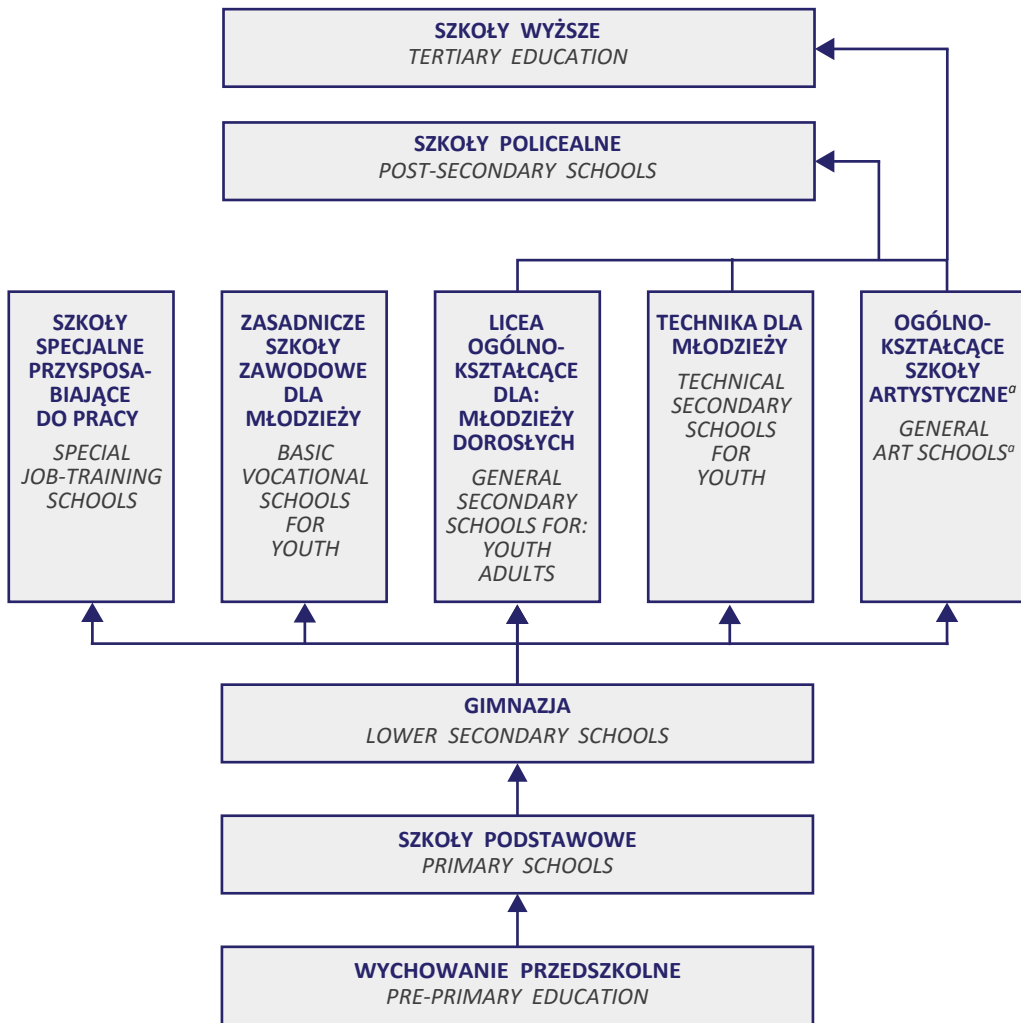 SZKOŁY WYŻSZE
TERTIARY EDUCATION
SZKOŁY POLICEALNE
POST-SECONDARY SCHOOLS
SZKOŁY
SPECJALNE
PRZYSPOSA-
BIAJĄCE
DO PRACY
SPECIAL
JOB-TRAINING
SCHOOLS
ZASADNICZE
SZKOŁY
ZAWODOWE
DLA
MŁODZIEŻY
BASIC
VOCATIONAL
SCHOOLS
FOR
YOUTH
LICEA
OGÓLNO-
KSZTAŁCĄCE
DLA:
MŁODZIEŻY
DOROSŁYCH
GENERAL
SECONDARY
SCHOOLS FOR:
YOUTH
ADULTS
TECHNIKA DLA
MŁODZIEŻY
TECHNICAL
SECONDARY
SCHOOLS
FOR
YOUTH
OGÓLNO-
KSZTAŁCĄCE
SZKOŁY
ARTYSTYCZNEᵃ
GENERAL
ART SCHOOLSᵃ
GIMNAZJA
LOWER SECONDARY SCHOOLS
SZKOŁY PODSTAWOWE
PRIMARY SCHOOLS
WYCHOWANIE PRZEDSZKOLNE
PRE-PRIMARY EDUCATION